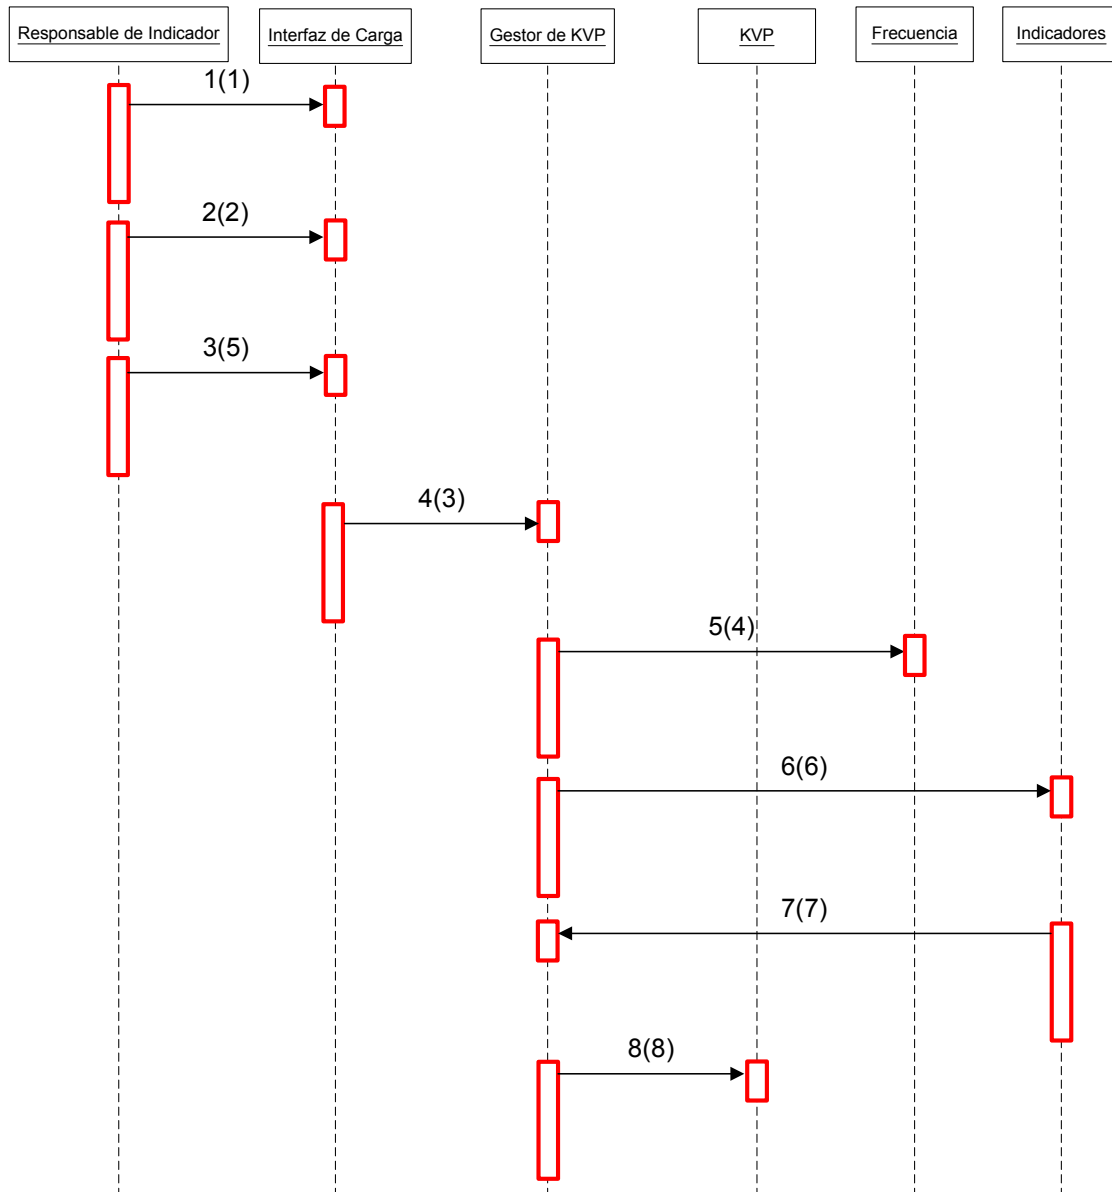 Responsable de Indicador
Interfaz de Carga
Gestor de KVP
KVP
Frecuencia
Indicadores
1(1)
2(2)
3(5)
4(3)
5(4)
6(6)
7(7)
8(8)